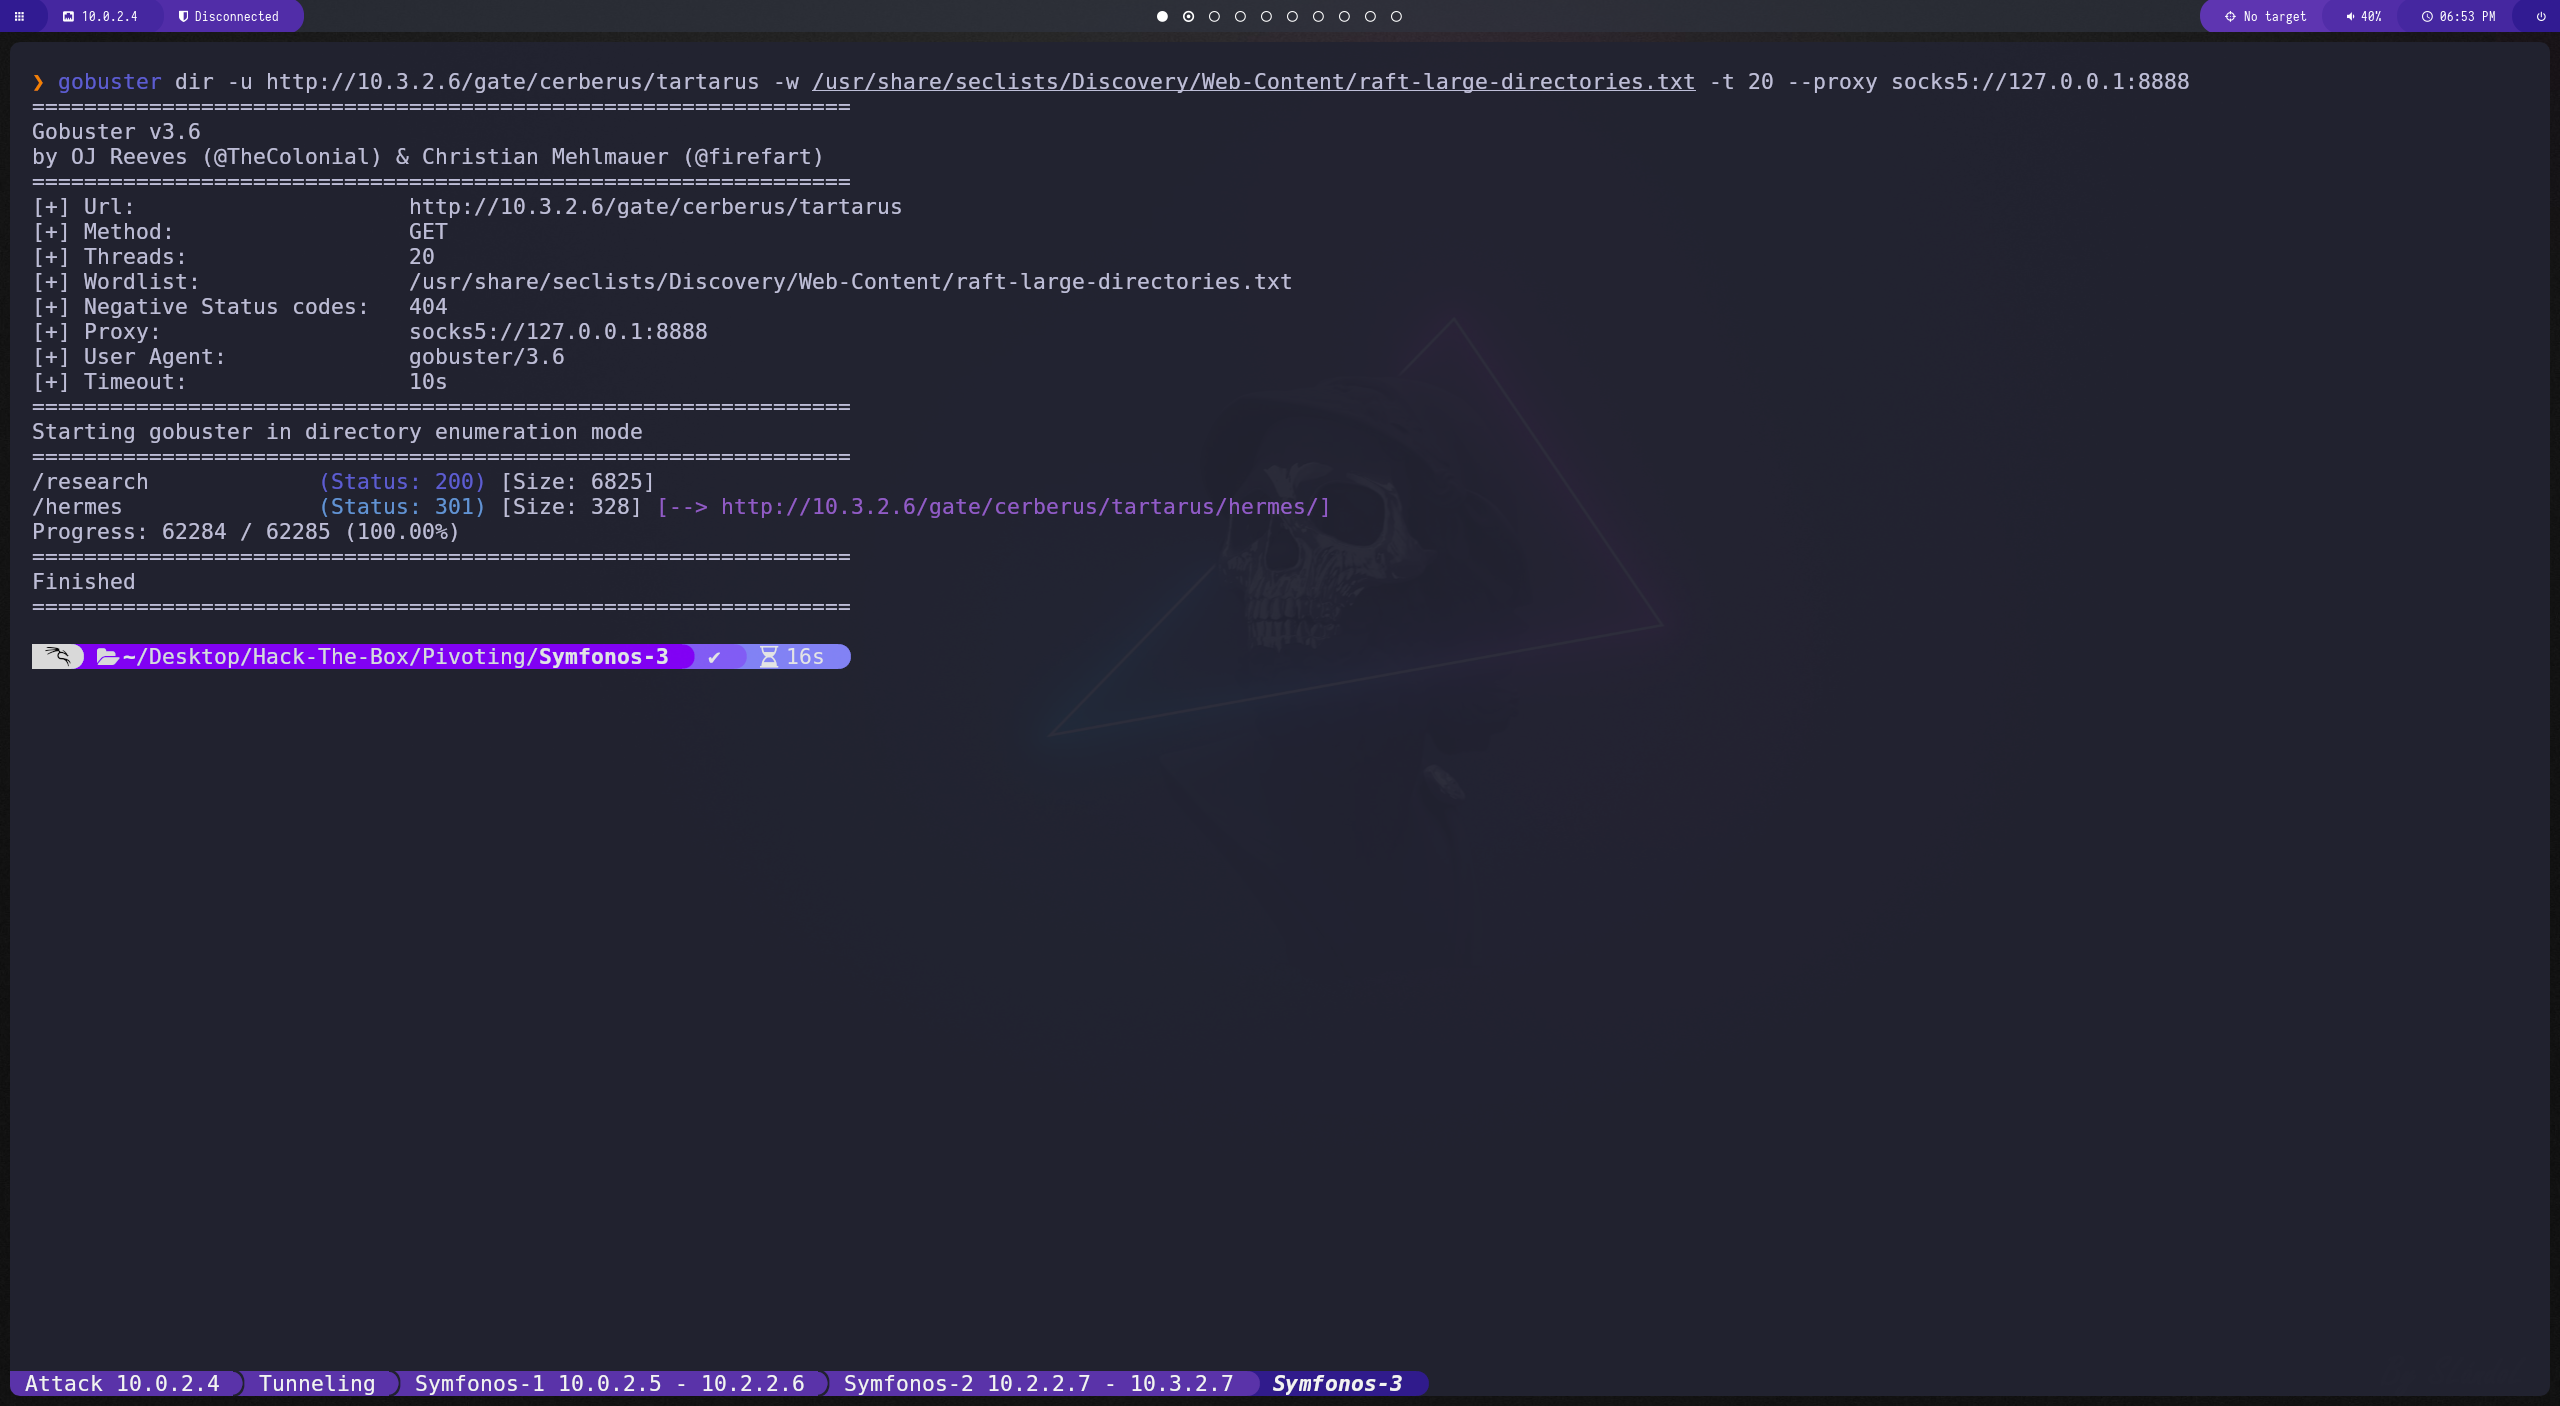 10.0.2.4 Disconnected No target 40% 06:53 PM
❯ gobuster dir -u http://10.3.2.6/gate/cerberus/tartarus -w /usr/share/seclists/Discovery/Web-Content/raft-large-directories.txt -t 20 --proxy socks5://127.0.0.1:8888
===============================================================
Gobuster v3.6
by OJ Reeves (@TheColonial) & Christian Mehlmauer (@firefart)
===============================================================
[+] Url:                     http://10.3.2.6/gate/cerberus/tartarus
[+] Method:                  GET
[+] Threads:                 20
[+] Wordlist:                /usr/share/seclists/Discovery/Web-Content/raft-large-directories.txt
[+] Negative Status codes:   404
[+] Proxy:                   socks5://127.0.0.1:8888
[+] User Agent:              gobuster/3.6
[+] Timeout:                 10s
===============================================================
Starting gobuster in directory enumeration mode
===============================================================
/research             (Status: 200) [Size: 6825]
/hermes               (Status: 301) [Size: 328] [--> http://10.3.2.6/gate/cerberus/tartarus/hermes/]
Progress: 62284 / 62285 (100.00%)
===============================================================
Finished
===============================================================
~/Desktop/Hack-The-Box/Pivoting/Symfonos-3 ✔ 16s
Attack 10.0.2.4 Tunneling Symfonos-1 10.0.2.5 - 10.2.2.6 Symfonos-2 10.2.2.7 - 10.3.2.7 Symfonos-3